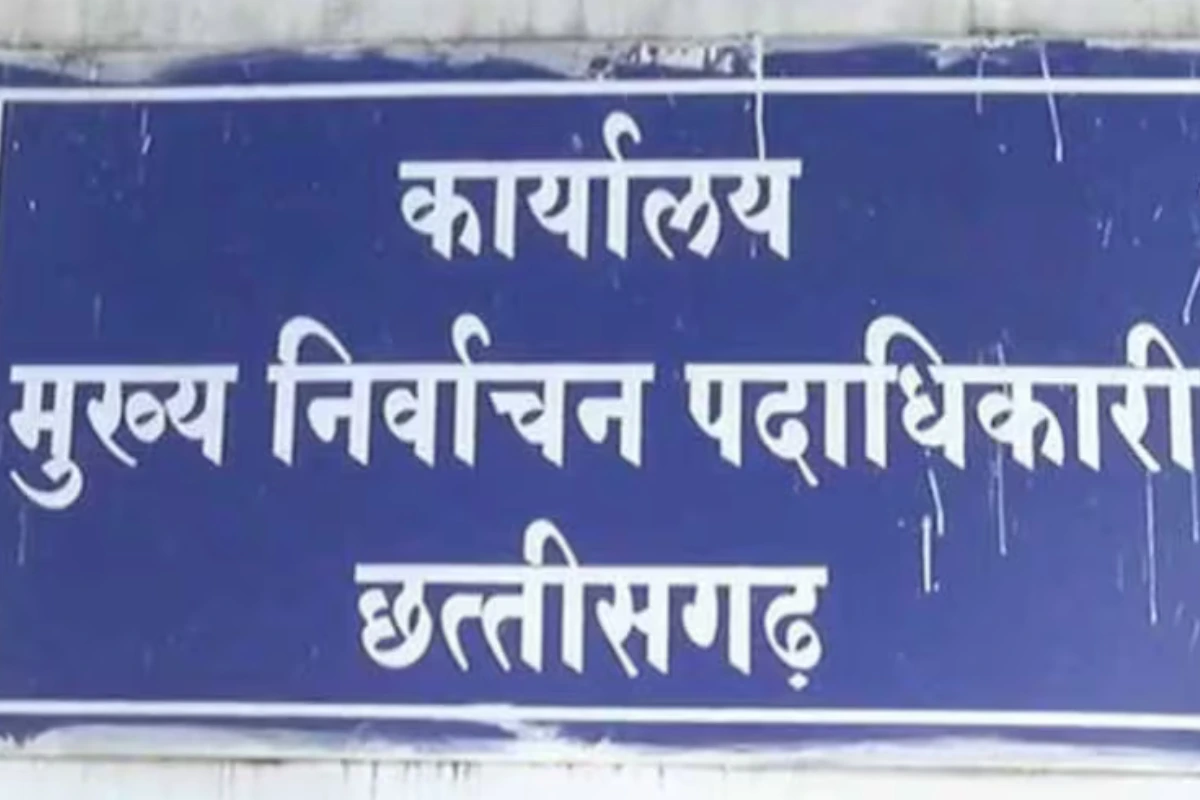 कार्यालय
मुख्य निर्वाचन पदाधिकारी
छत्तीसगढ़